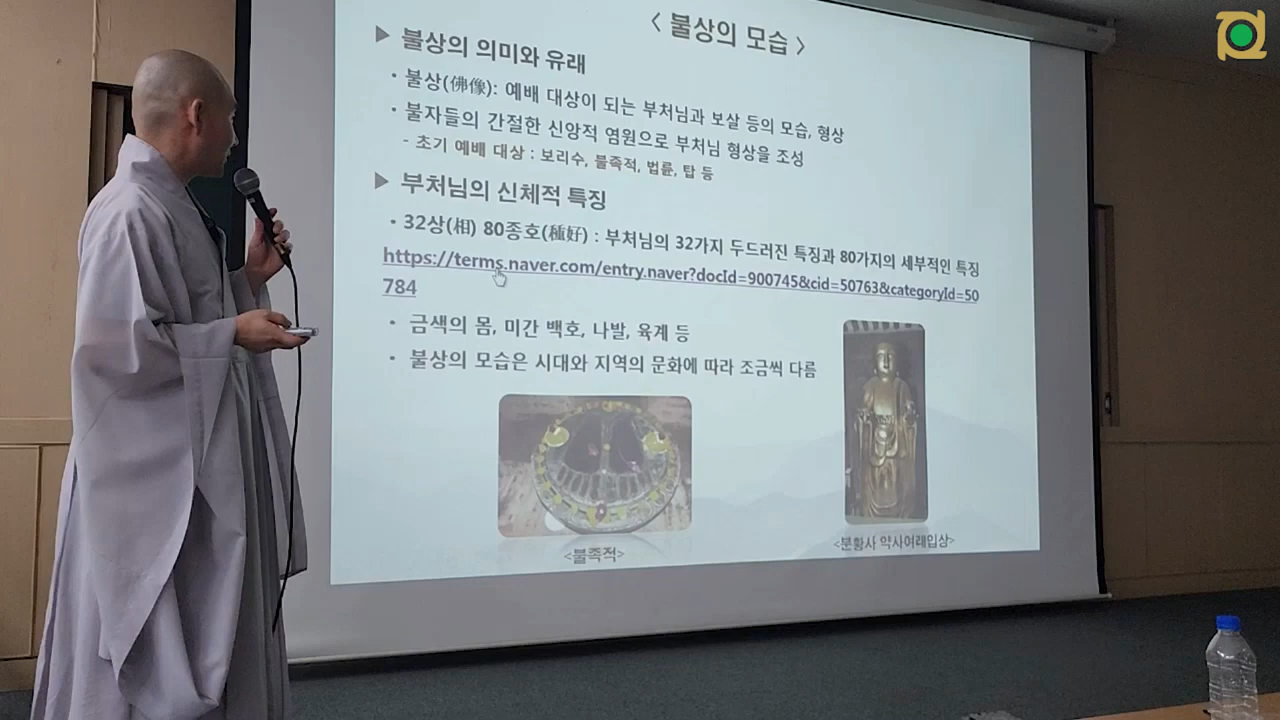 < 불상의 모습 >
▶ 불상의 의미와 유래
• 불상(佛像): 예배 대상이 되는 부처님과 보살 등의 모습, 형상
• 불자들의 간절한 신앙적 염원으로 부처님 형상을 조성
- 초기 예배 대상 : 보리수, 불족적, 법륜, 탑 등
▶ 부처님의 신체적 특징
• 32상(相) 80종호(種好) : 부처님의 32가지 두드러진 특징과 80가지의 세부적인 특징
https://terms.naver.com/entry.naver?docId=900745&cid=50763&categoryId=50
784
• 금색의 몸, 미간 백호, 나발, 육계 등
• 불상의 모습은 시대와 지역의 문화에 따라 조금씩 다름
<불족적>
<분황사 약사여래입상>